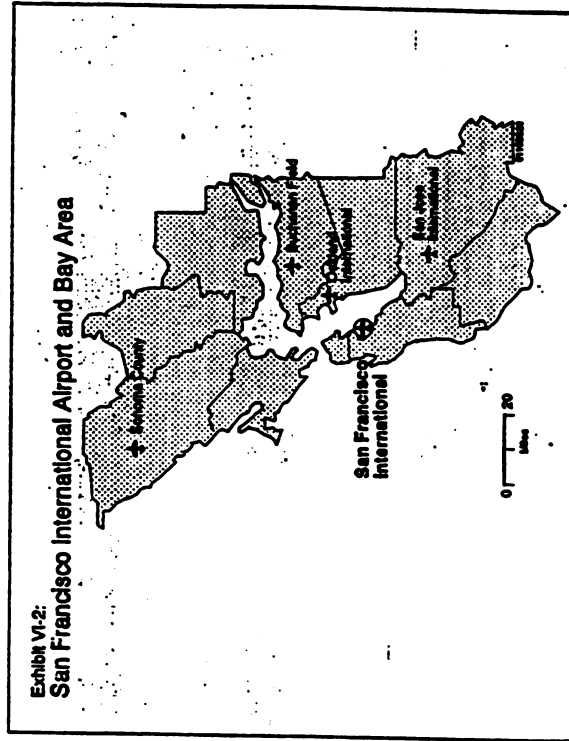 Exhibit VI-2:
San Francisco International Airport and Bay Area
Sonoma County
Buchanan Field
Oakland
International
San Francisco
International
San Jose
International
0 20
Miles